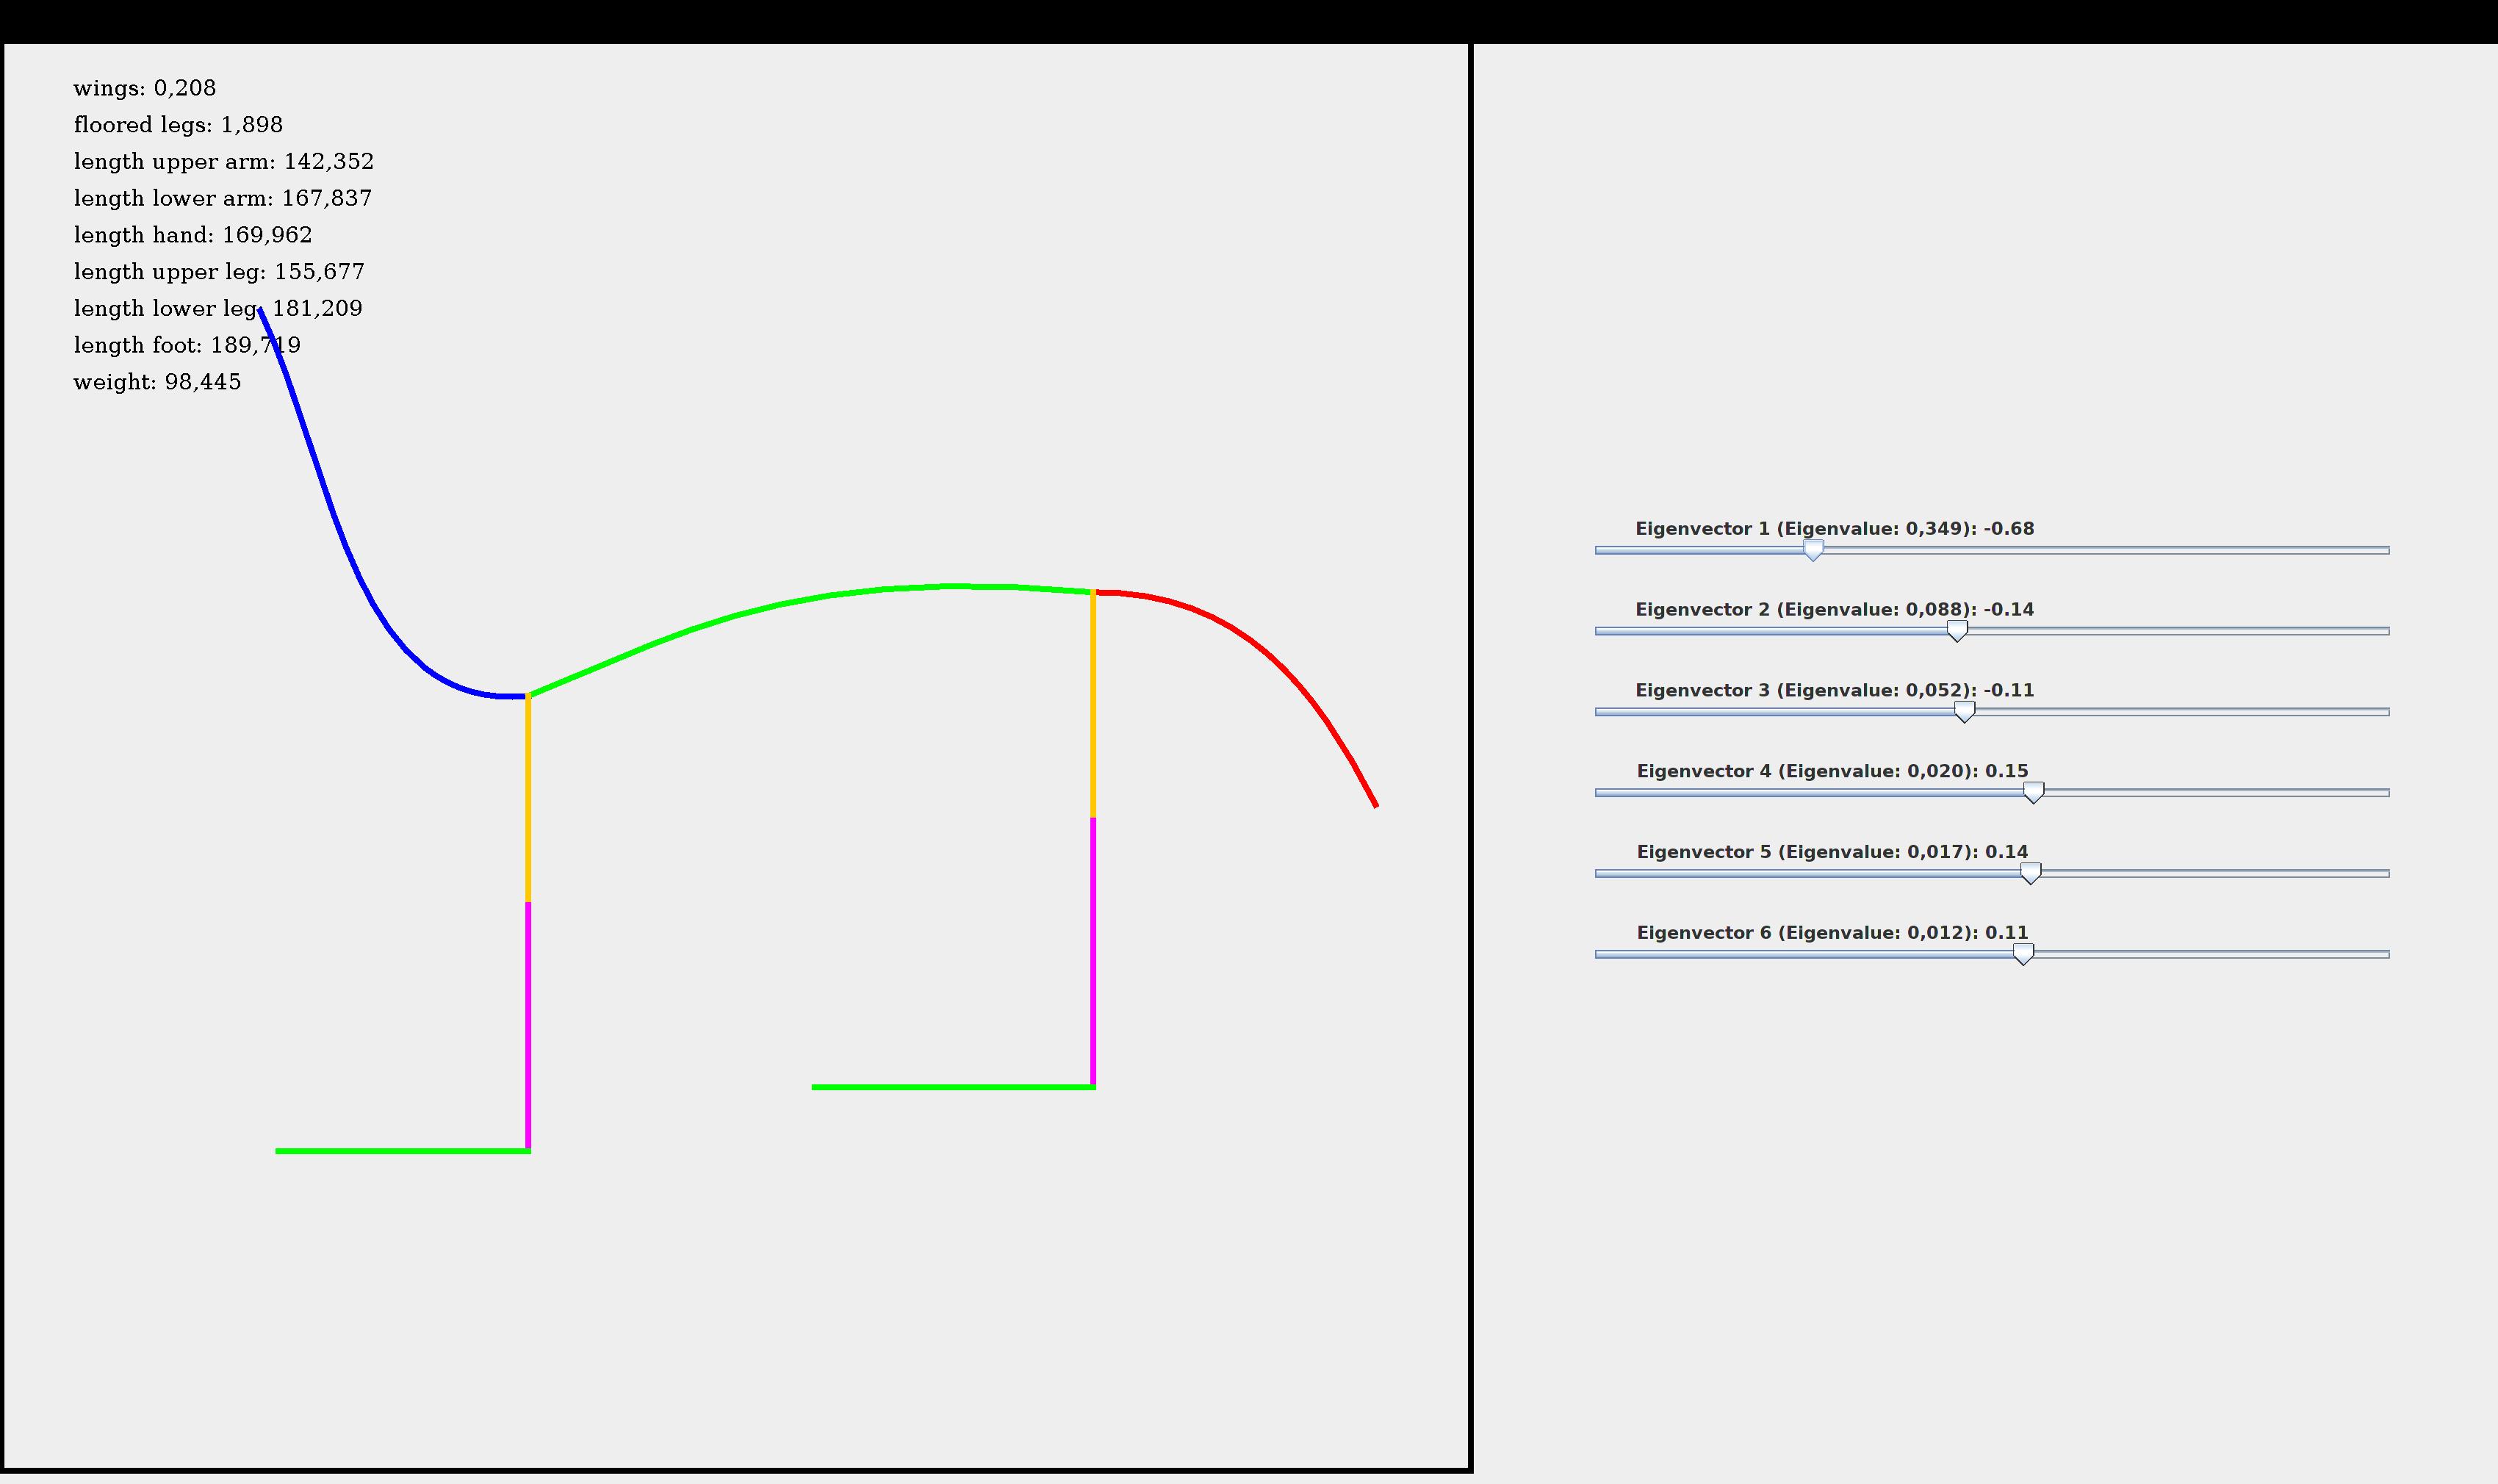 wings: 0,208
floored legs: 1,898
length upper arm: 142,352
length lower arm: 167,837
length hand: 169,962
length upper leg: 155,677
length lower leg: 181,209
length foot: 189,719
weight: 98,445
Eigenvector 1 (Eigenvalue: 0,349): -0.68
Eigenvector 2 (Eigenvalue: 0,088): -0.14
Eigenvector 3 (Eigenvalue: 0,052): -0.11
Eigenvector 4 (Eigenvalue: 0,020): 0.15
Eigenvector 5 (Eigenvalue: 0,017): 0.14
Eigenvector 6 (Eigenvalue: 0,012): 0.11